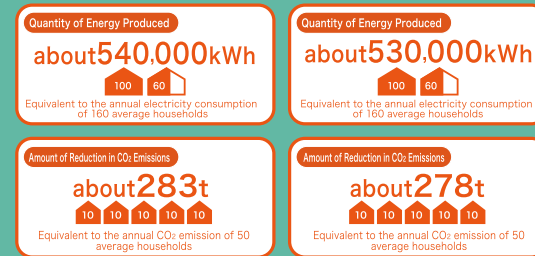 Quantity of Energy Produced
about540,000kWh
100 60
Equivalent to the annual electricity consumption
of 160 average households
Quantity of Energy Produced
about530,000kWh
100 60
Equivalent to the annual electricity consumption
of 160 average households
Amount of Reduction in CO2 Emissions
about283t
10 10 10 10 10
Equivalent to the annual CO2 emission of 50
average households
Amount of Reduction in CO2 Emissions
about278t
10 10 10 10 10
Equivalent to the annual CO2 emission of 50
average households